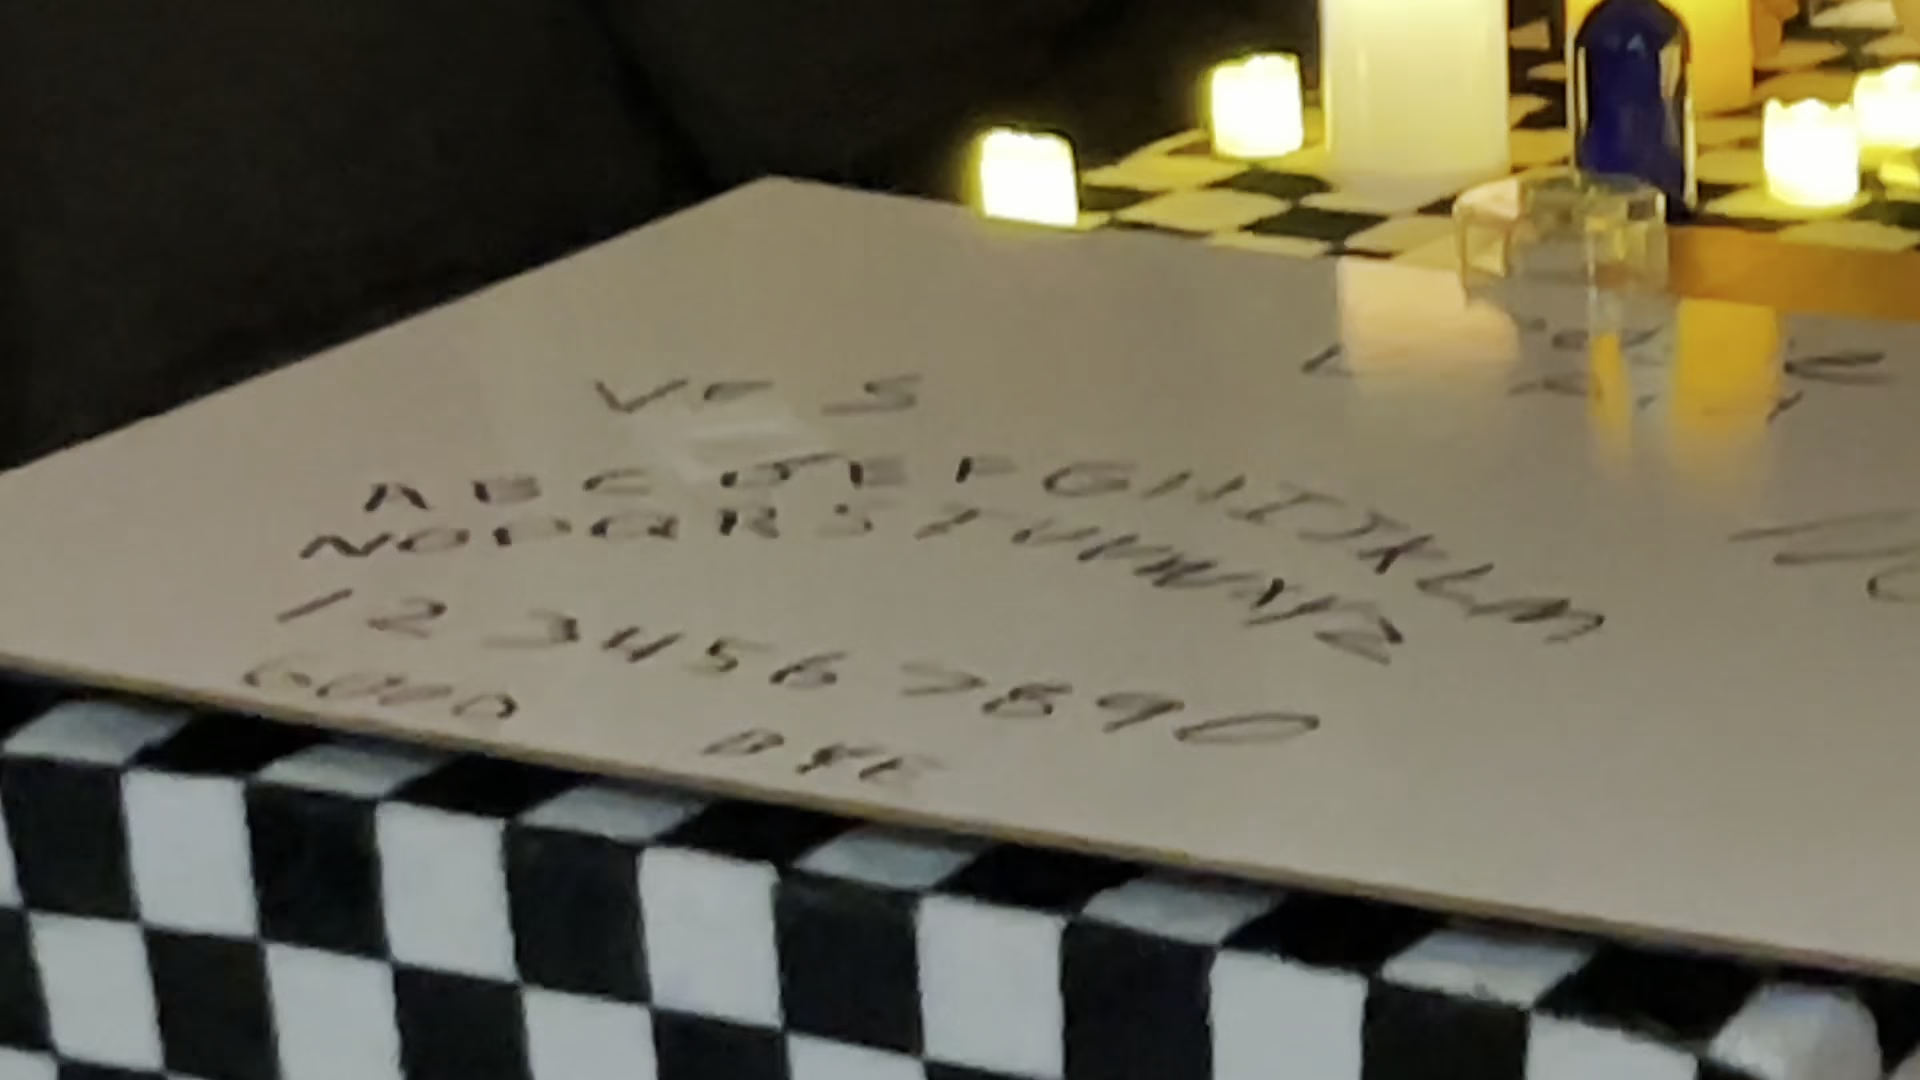 YES
ABCDEFGHIJKLM
NOPQRSTUVWXYZ
1234567890
GOOD BYE